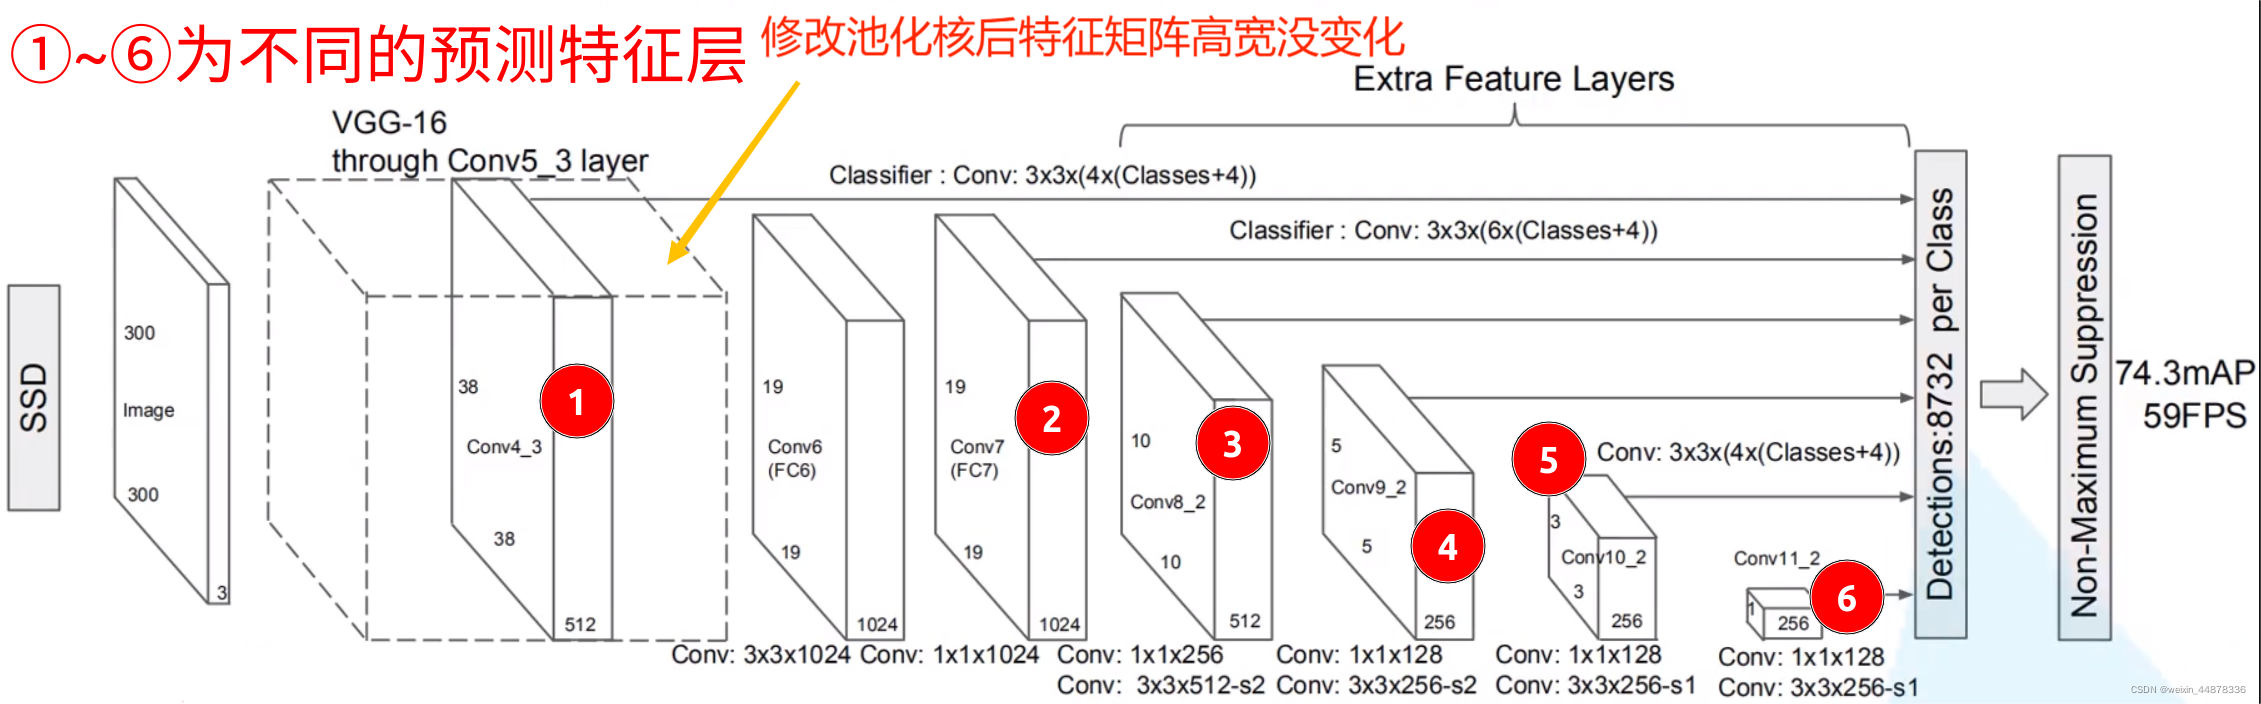 ①~⑥为不同的预测特征层
修改池化核后特征矩阵高宽没变化
Extra Feature Layers
VGG-16
through Conv5_3 layer
Classifier : Conv: 3x3x(4x(Classes+4))
Classifier : Conv: 3x3x(6x(Classes+4))
SSD
300
Image
300
3
38
Conv4_3
38
512
1
19
Conv6
(FC6)
19
1024
19
Conv7
(FC7)
19
1024
2
10
Conv8_2
10
512
3
5
Conv9_2
5
256
4
5
Conv: 3x3x(4x(Classes+4))
3
Conv10_2
3
256
Conv11_2
1
256
6
Detections:8732 per Class
Non-Maximum Suppression
74.3mAP
59FPS
Conv: 3x3x1024
Conv: 1x1x1024
Conv: 1x1x256
Conv: 3x3x512-s2
Conv: 1x1x128
Conv: 3x3x256-s2
Conv: 1x1x128
Conv: 3x3x256-s1
Conv: 1x1x128
Conv: 3x3x256-s1
CSDN @weixin_44878336